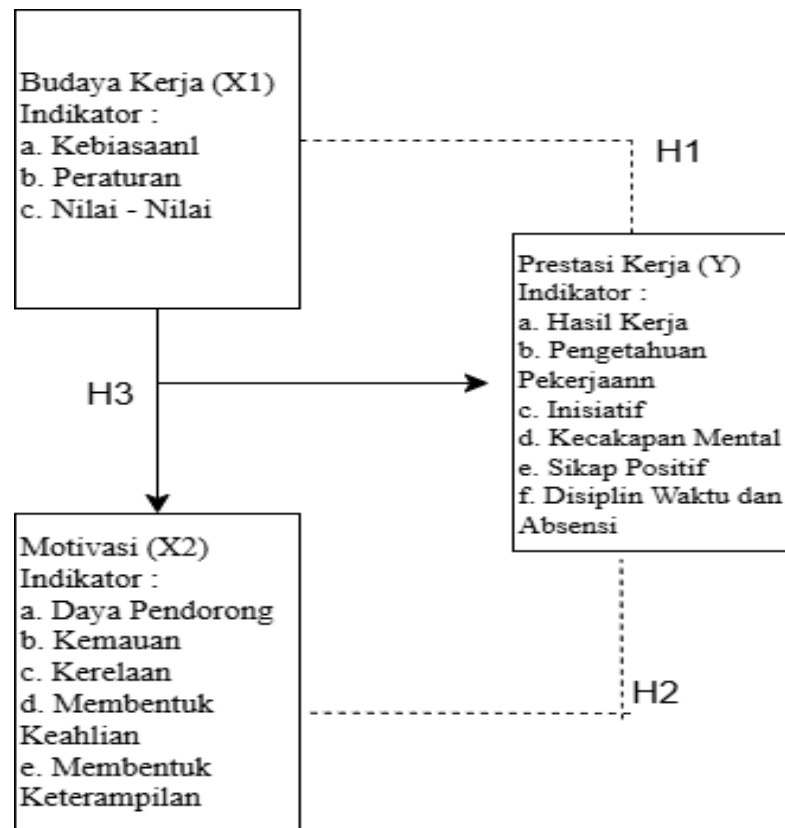 Budaya Kerja (X1)
Indikator :
a. Kebiasaanl
b. Peraturan
c. Nilai - Nilai
H1
Prestasi Kerja (Y)
Indikator :
a. Hasil Kerja
b. Pengetahuan
Pekerjaann
c. Inisiatif
d. Kecakapan Mental
e. Sikap Positif
f. Disiplin Waktu dan
Absensi
H3
Motivasi (X2)
Indikator :
a. Daya Pendorong
b. Kemauan
c. Kerelaan
d. Membentuk
Keahlian
e. Membentuk
Keterampilan
H2